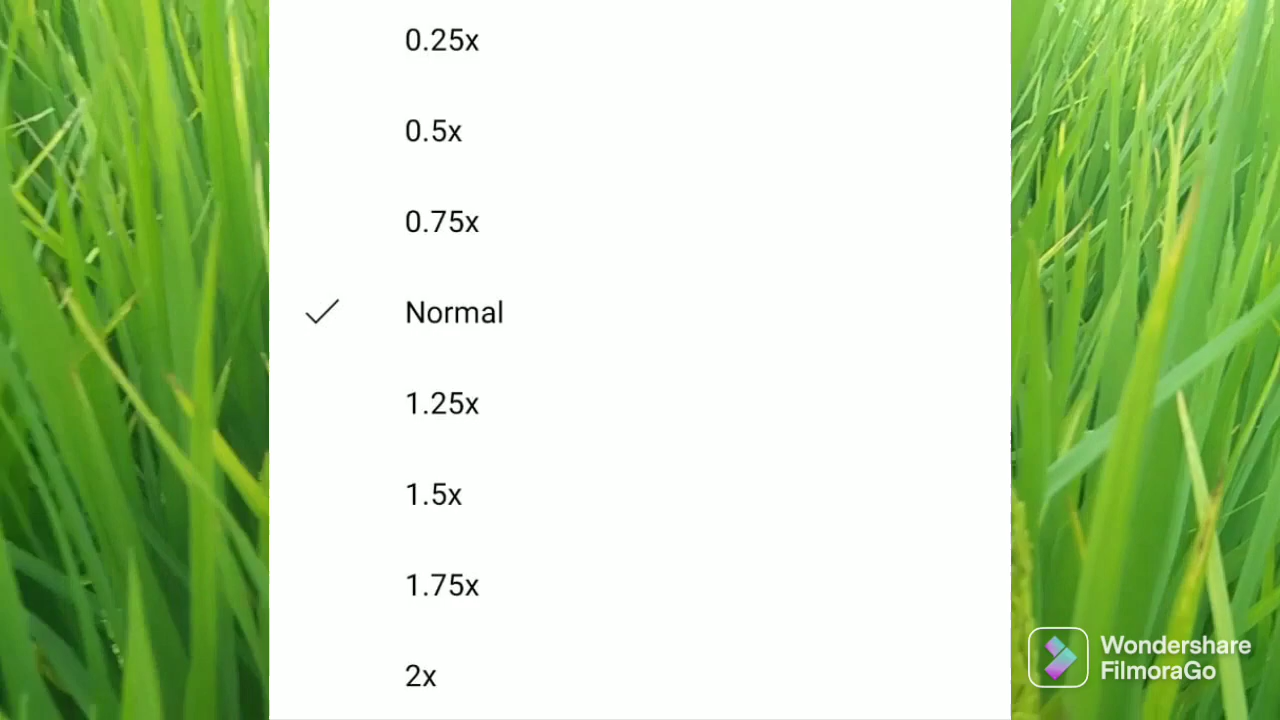 0.25x
0.5x
0.75x
Normal
1.25x
1.5x
1.75x
2x
Wondershare
FilmoraGo